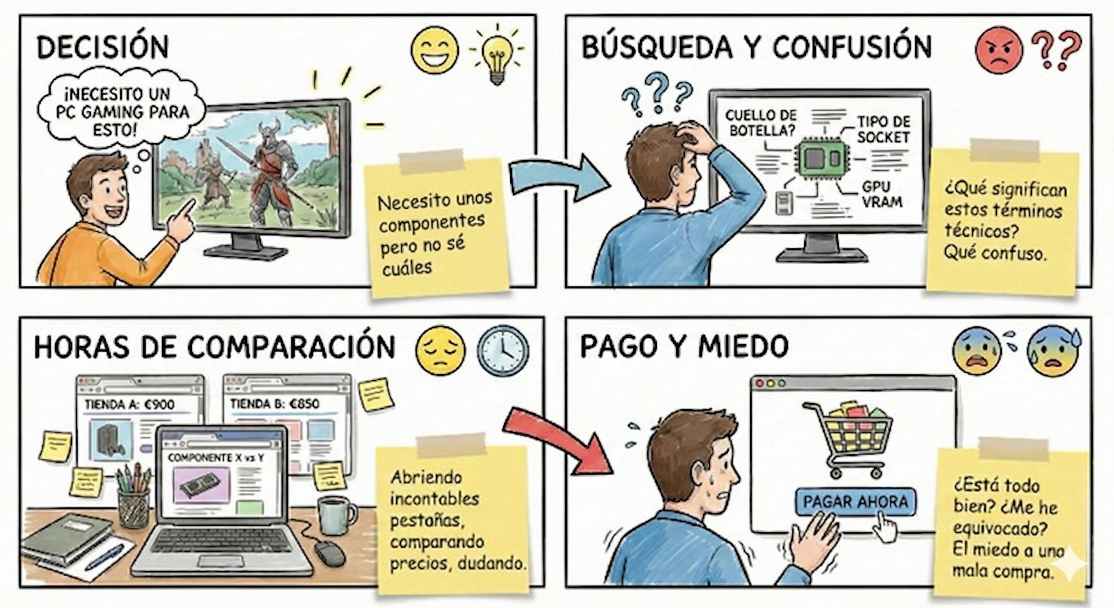 DECISIÓN
¡NECESITO UN
PC GAMING PARA
ESTO!
Necesito unos
componentes
pero no sé
cuáles
BÚSQUEDA Y CONFUSIÓN
??
???
CUELLO DE
BOTELLA?
TIPO DE
SOCKET
GPU
VRAM
¿Qué significan
estos términos
técnicos?
Qué confuso.
HORAS DE COMPARACIÓN
TIENDA A: €900
TIENDA B: €850
COMPONENTE X vs Y
Abriendo
incontables
pestañas,
comparando
precios, dudando.
PAGO Y MIEDO
PAGAR AHORA
¿Está todo
bien? ¿Me he
equivocado?
El miedo a una
mala compra.